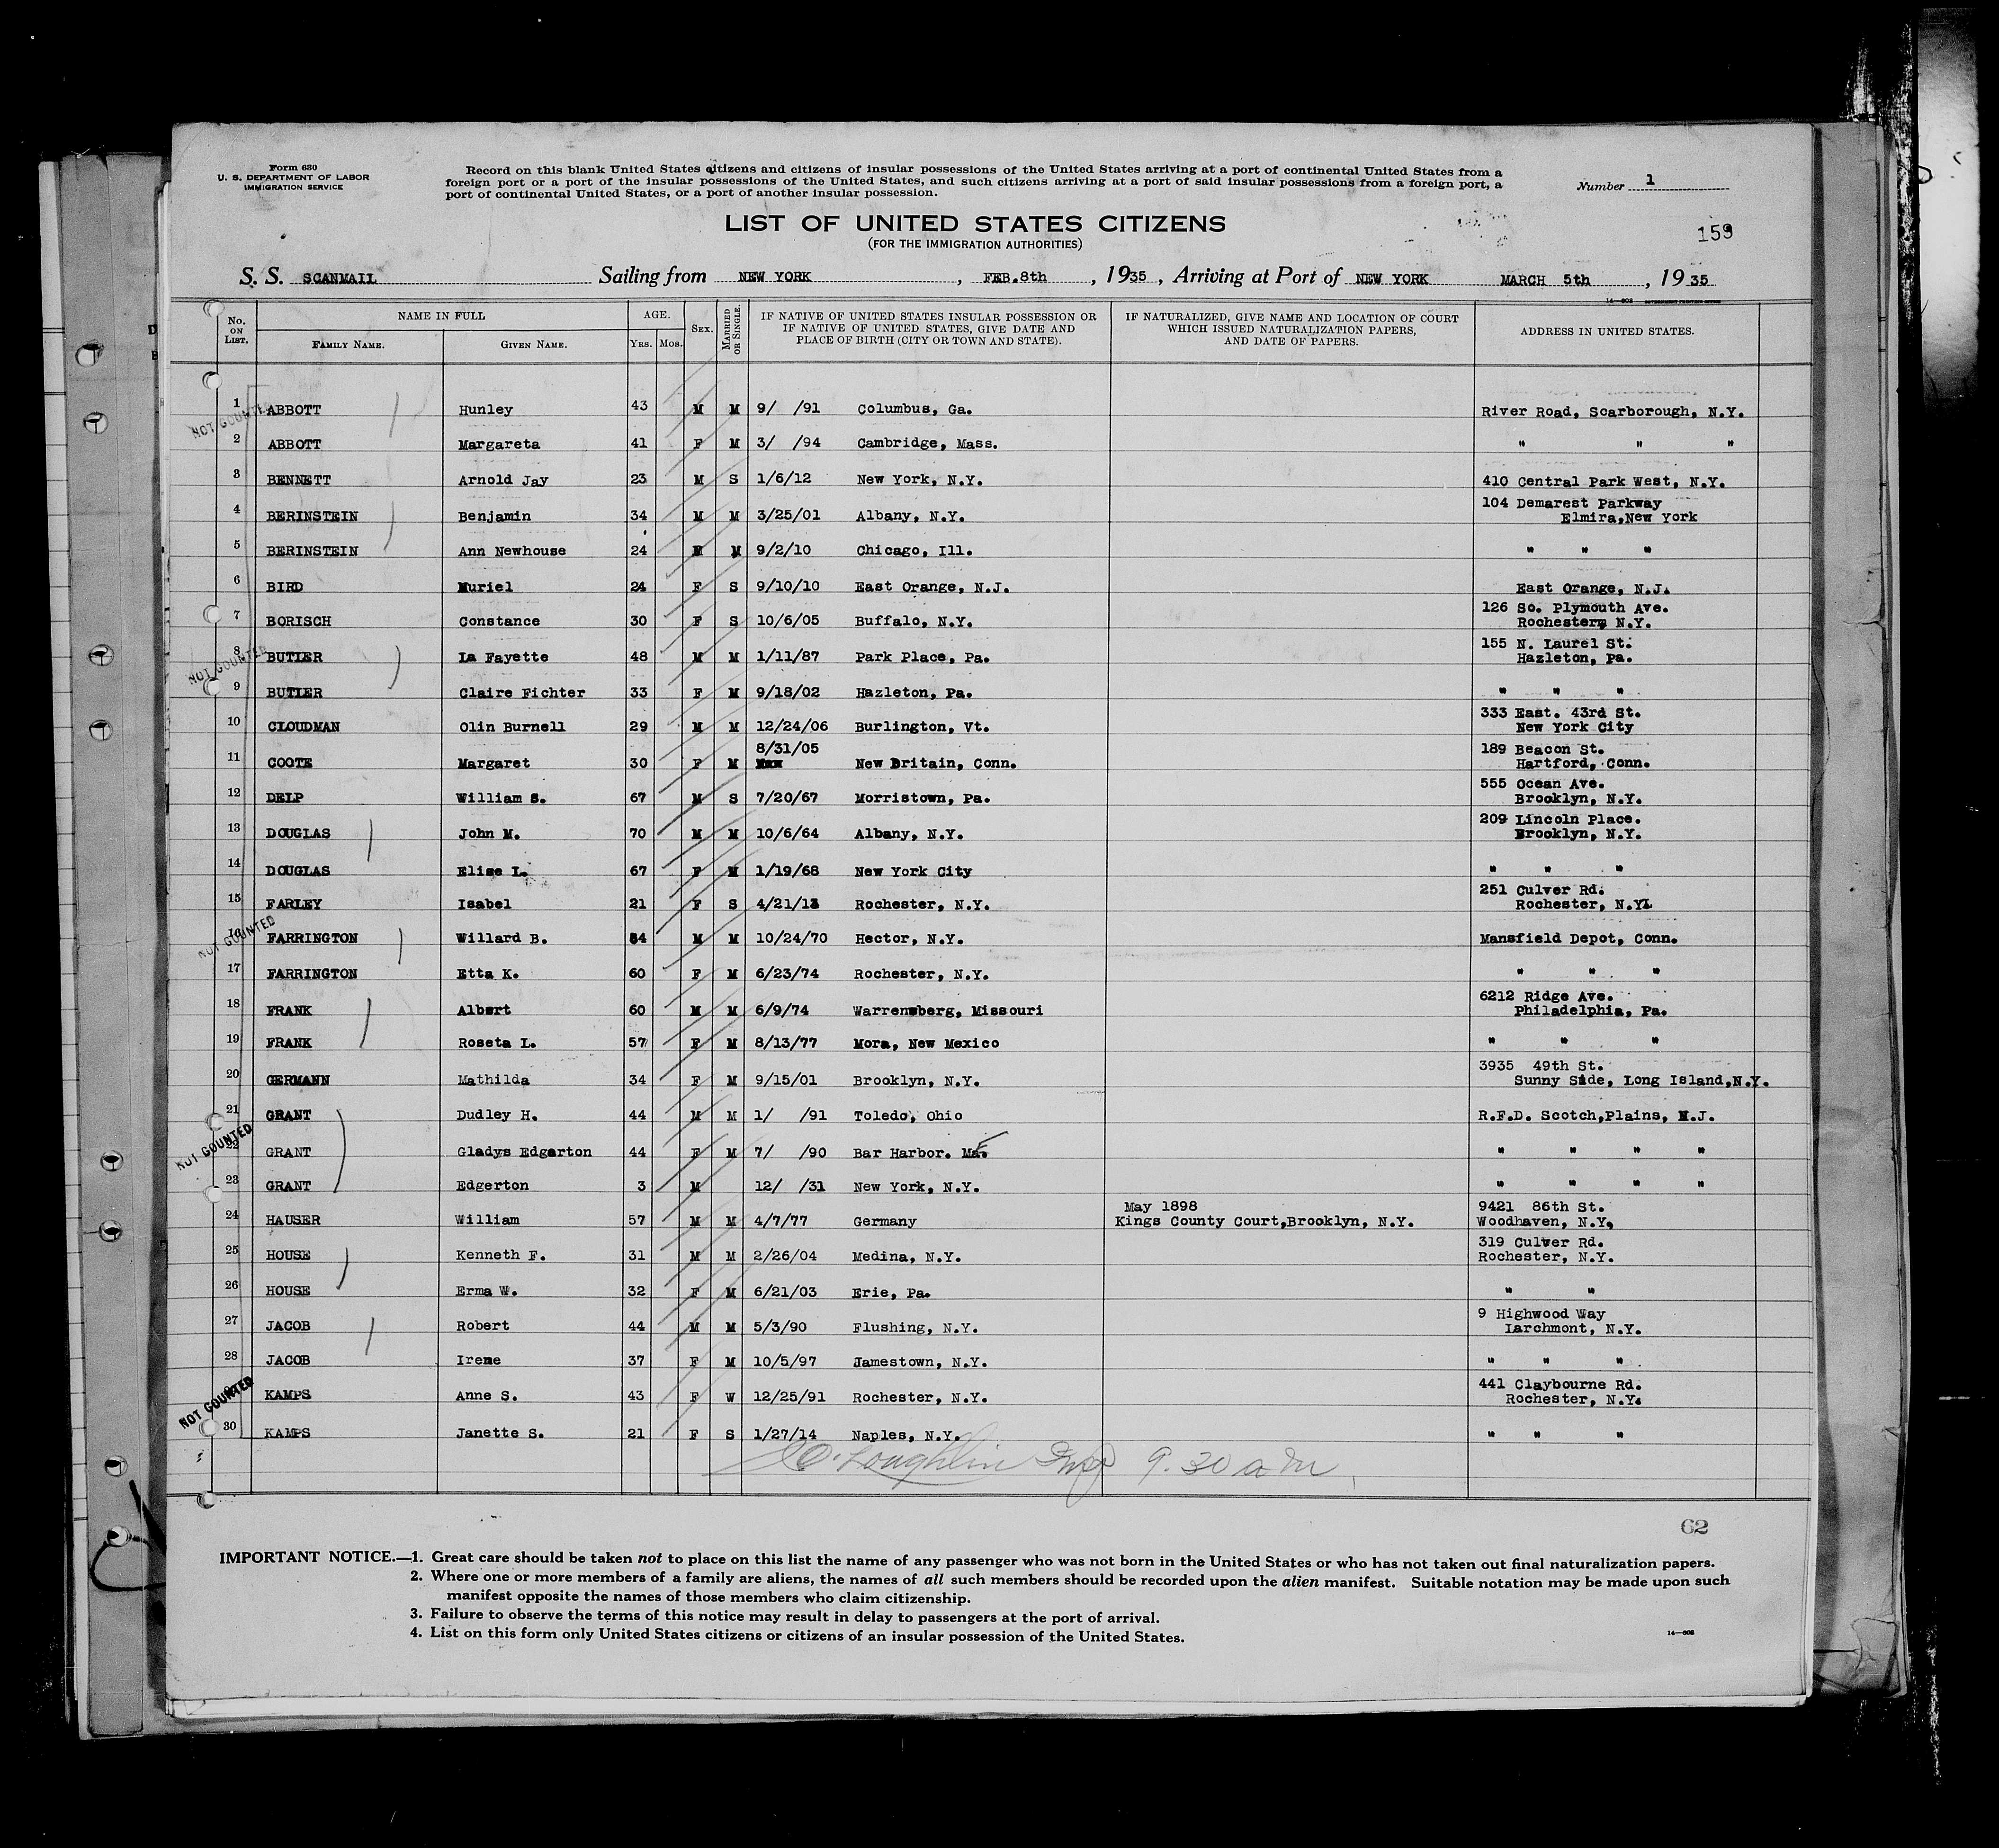 Form 630
U. S. DEPARTMENT OF LABOR
IMMIGRATION SERVICE
Record on this blank United States citizens and citizens of insular possessions of the United States arriving at a port of continental United States from a
foreign port or a port of the insular possessions of the United States, and such citizens arriving at a port of said insular possessions from a foreign port, a
port of continental United States, or a port of another insular possession.
Number 1
LIST OF UNITED STATES CITIZENS
(FOR THE IMMIGRATION AUTHORITIES)
159
S. S. SCANMAIL Sailing from NEW YORK , FEB.8th , 1935 , Arriving at Port of NEW YORK MARCH 5th , 1935
No. ON LIST. NAME IN FULL FAMILY NAME. GIVEN NAME. AGE. YRS. MOS. SEX. MARRIED OR SINGLE. IF NATIVE OF UNITED STATES INSULAR POSSESSION OR IF NATIVE OF UNITED STATES, GIVE DATE AND PLACE OF BIRTH (CITY OR TOWN AND STATE). IF NATURALIZED, GIVE NAME AND LOCATION OF COURT WHICH ISSUED NATURALIZATION PAPERS, AND DATE OF PAPERS. ADDRESS IN UNITED STATES.
1 ABBOTT Hunley 43 M M 9/ /91 Columbus, Ga. River Road, Scarborough, N.Y.
NOT COUNTED
2 ABBOTT Margareta 41 F M 3/ /94 Cambridge, Mass. " " "
3 BENNETT Arnold Jay 23 M S 1/6/12 New York, N.Y. 410 Central Park West, N.Y.
4 BERINSTEIN Benjamin 34 M M 3/25/01 Albany, N.Y. 104 Demarest Parkway
Elmira,New York
5 BERINSTEIN Ann Newhouse 24 M 9/2/10 Chicago, Ill. " " "
6 BIRD Muriel 24 F S 9/10/10 East Orange, N.J. East Orange, N.J.
7 BORISCH Constance 30 F S 10/6/05 Buffalo, N.Y. 126 So. Plymouth Ave.
Rochester, N.Y.
8 BUTLER La Fayette 48 M M 1/11/87 Park Place, Pa. 155 N. Laurel St.
Hazleton, Pa.
NOT COUNTED
9 BUTLER Claire Fichter 33 F M 9/18/02 Hazleton, Pa. " " "
10 CLOUDMAN Olin Burnell 29 M M 12/24/06 Burlington, Vt. 333 East. 43rd St.
New York City
11 COOTE Margaret 30 F M 8/31/05 New Britain, Conn. 189 Beacon St.
Hartford, Conn.
12 DELP William S. 67 M S 7/20/67 Morristown, Pa. 555 Ocean Ave.
Brooklyn, N.Y.
13 DOUGLAS John M. 70 M M 10/6/64 Albany, N.Y. 209 Lincoln Place.
Brooklyn, N.Y.
14 DOUGLAS Elise L. 67 F M 1/19/68 New York City " " "
15 FARLEY Isabel 21 F S 4/21/13 Rochester, N.Y. 251 Culver Rd.
Rochester, N.Y.
NOT COUNTED
16 FARRINGTON Willard B. 64 M M 10/24/70 Hector, N.Y. Mansfield Depot, Conn.
17 FARRINGTON Etta K. 60 F M 6/23/74 Rochester, N.Y. " " "
18 FRANK Albert 60 M M 6/9/74 Warrensberg, Missouri 6212 Ridge Ave.
Philadelphia, Pa.
19 FRANK Roseta L. 57 F M 8/13/77 Mora, New Mexico " " "
20 GERMANN Mathilda 34 F M 9/15/01 Brooklyn, N.Y. 3935 49th St.
Sunny Side, Long Island,N.Y.
21 GRANT Dudley H. 44 M M 1/ /91 Toledo, Ohio R.F.D. Scotch,Plains, N.J.
NOT COUNTED
22 GRANT Gladys Edgarton 44 F M 7/ /90 Bar Harbor. Me. " " " "
23 GRANT Edgerton 3 M 12/ /31 New York, N.Y. " " " "
24 HAUSER William 57 M M 4/7/77 Germany May 1898
Kings County Court,Brooklyn, N.Y. 9421 86th St.
Woodhaven, N.Y.
25 HOUSE Kenneth F. 31 M M 2/26/04 Medina, N.Y. 319 Culver Rd.
Rochester, N.Y.
26 HOUSE Erma W. 32 F M 6/21/03 Erie, Pa. " "
27 JACOB Robert 44 M M 5/3/90 Flushing, N.Y. 9 Highwood Way
Larchmont, N.Y.
28 JACOB Irene 37 F M 10/5/97 Jamestown, N.Y. " " "
NOT COUNTED
KAMPS Anne S. 43 F W 12/25/91 Rochester, N.Y. 441 Claybourne Rd.
Rochester, N.Y.
30 KAMPS Janette S. 21 F S 1/27/14 Naples, N.Y. " " "
O'Loughlin Insp 9.30 am
62
IMPORTANT NOTICE.—1. Great care should be taken not to place on this list the name of any passenger who was not born in the United States or who has not taken out final naturalization papers.
2. Where one or more members of a family are aliens, the names of all such members should be recorded upon the alien manifest. Suitable notation may be made upon such
manifest opposite the names of those members who claim citizenship.
3. Failure to observe the terms of this notice may result in delay to passengers at the port of arrival.
4. List on this form only United States citizens or citizens of an insular possession of the United States.
14—608